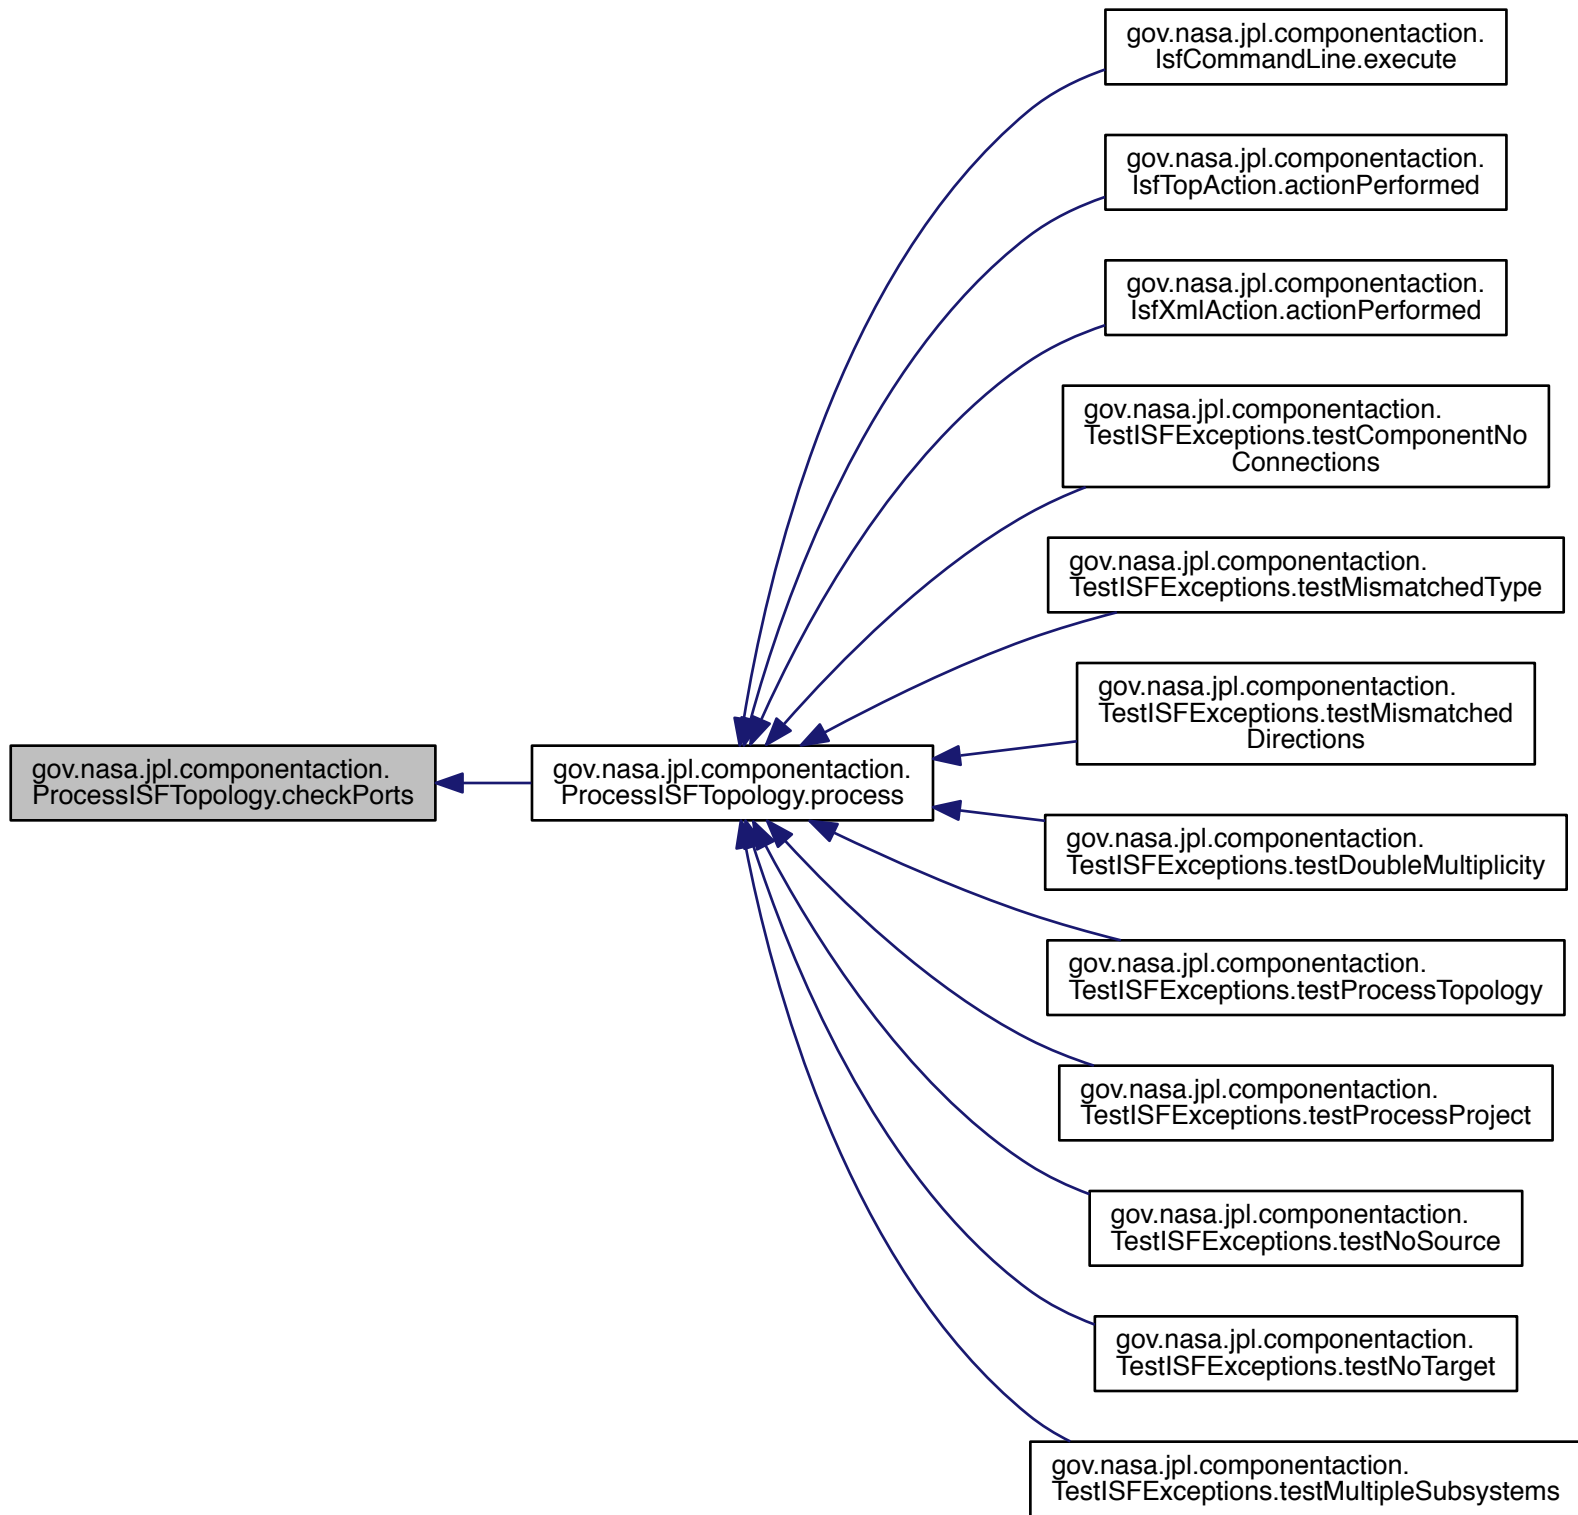 gov.nasa.jpl.componentaction.
IsfCommandLine.execute
gov.nasa.jpl.componentaction.
IsfTopAction.actionPerformed
gov.nasa.jpl.componentaction.
IsfXmlAction.actionPerformed
gov.nasa.jpl.componentaction.
TestISFExceptions.testComponentNo
Connections
gov.nasa.jpl.componentaction.
TestISFExceptions.testMismatchedType
gov.nasa.jpl.componentaction.
TestISFExceptions.testMismatched
Directions
gov.nasa.jpl.componentaction.
ProcessISFTopology.checkPorts
gov.nasa.jpl.componentaction.
ProcessISFTopology.process
gov.nasa.jpl.componentaction.
TestISFExceptions.testDoubleMultiplicity
gov.nasa.jpl.componentaction.
TestISFExceptions.testProcessTopology
gov.nasa.jpl.componentaction.
TestISFExceptions.testProcessProject
gov.nasa.jpl.componentaction.
TestISFExceptions.testNoSource
gov.nasa.jpl.componentaction.
TestISFExceptions.testNoTarget
gov.nasa.jpl.componentaction.
TestISFExceptions.testMultipleSubsystems